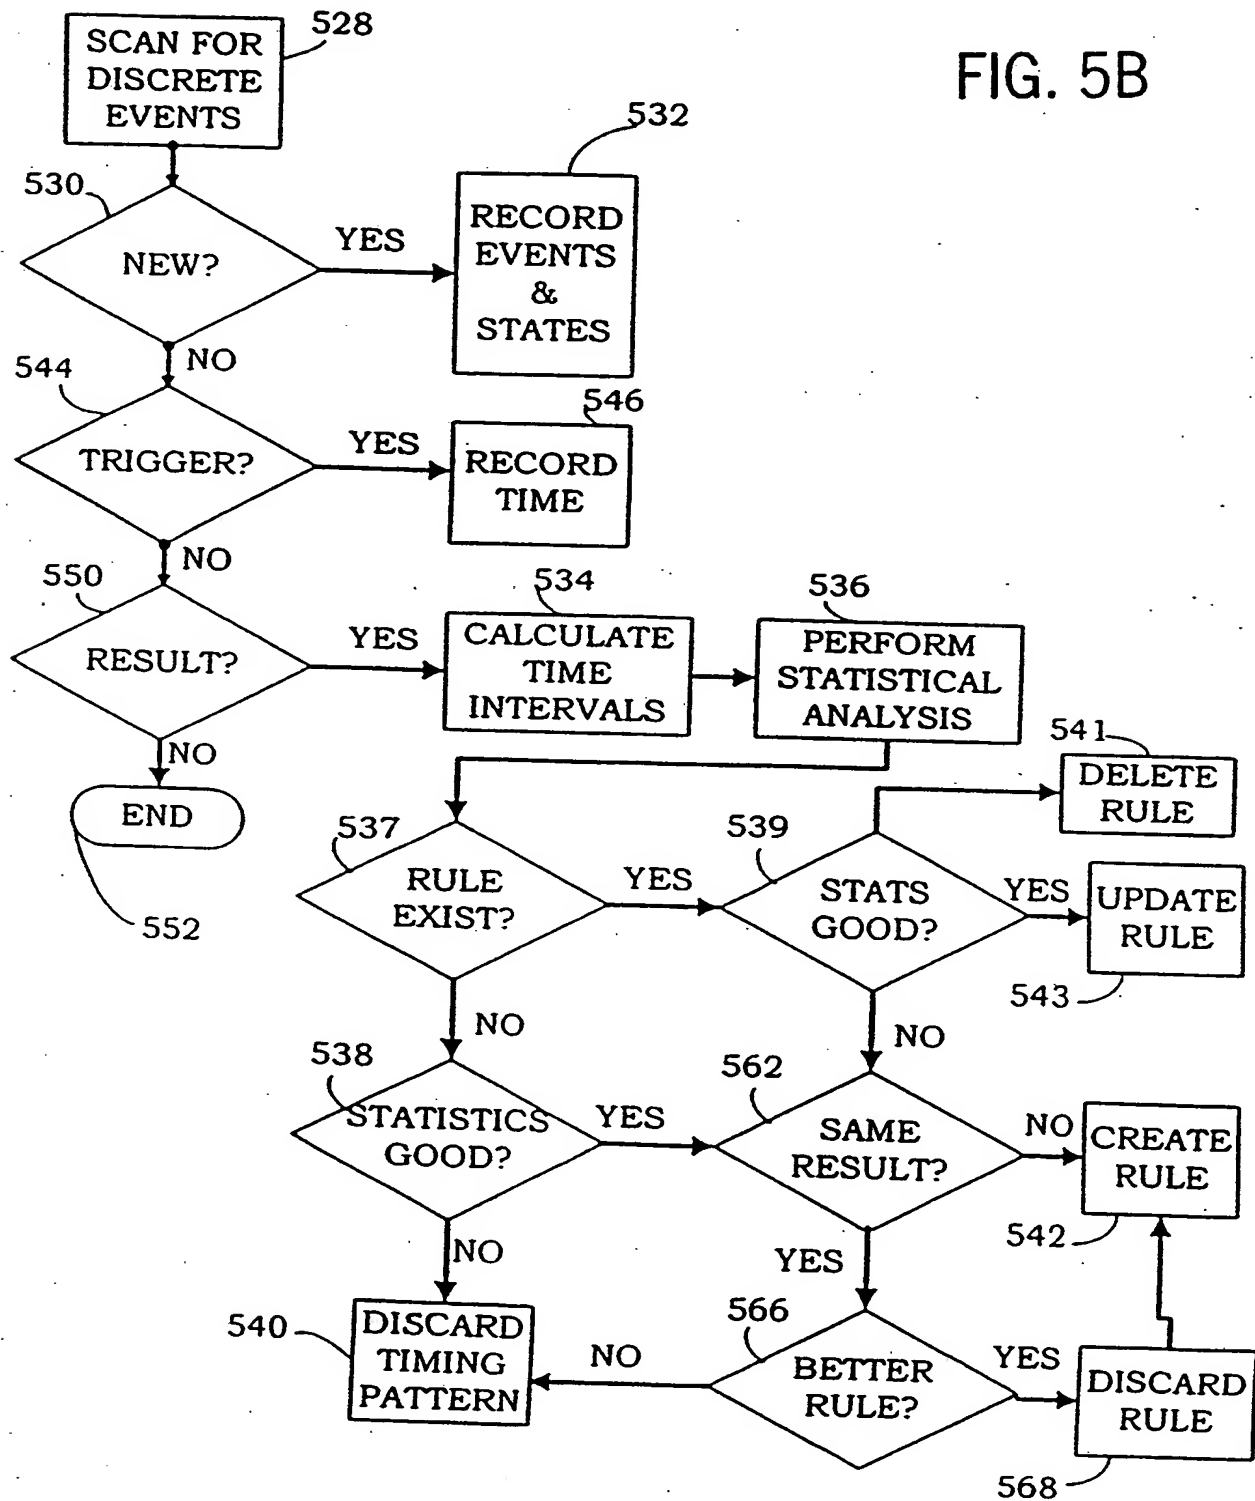 FIG. 5B
528
SCAN FOR
DISCRETE
EVENTS
530
NEW?
YES
532
RECORD
EVENTS
&
STATES
NO
544
TRIGGER?
YES
546
RECORD
TIME
NO
550
RESULT?
YES
534
CALCULATE
TIME
INTERVALS
536
PERFORM
STATISTICAL
ANALYSIS
NO
END
552
541
DELETE
RULE
537
RULE
EXIST?
YES
539
STATS
GOOD?
YES
UPDATE
RULE
543
NO
NO
538
STATISTICS
GOOD?
YES
562
SAME
RESULT?
NO
CREATE
RULE
542
NO
YES
540
DISCARD
TIMING
PATTERN
NO
566
BETTER
RULE?
YES
DISCARD
RULE
568